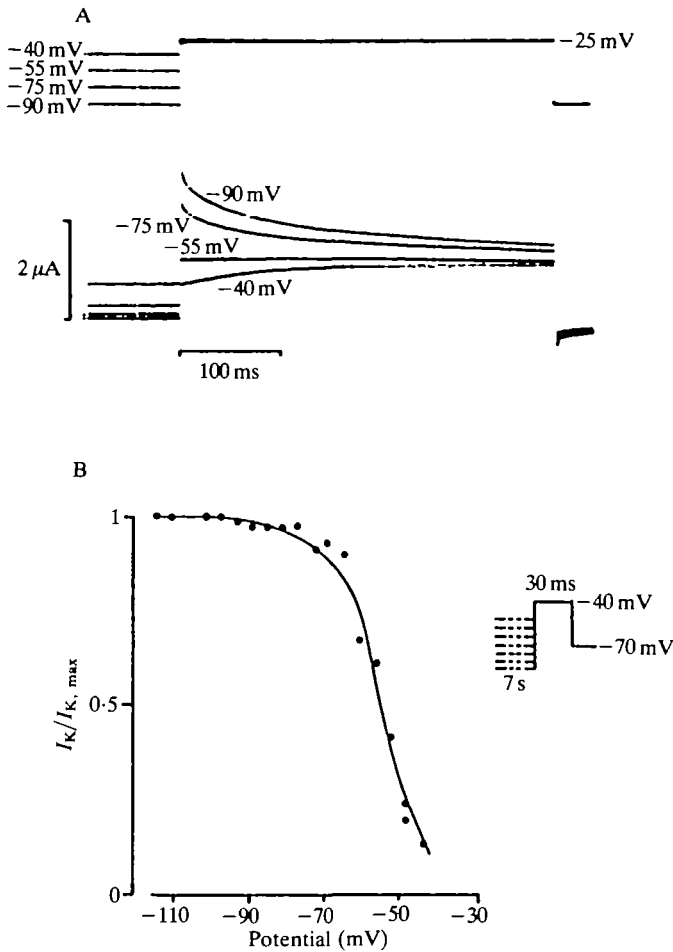 A
−40 mV
−55 mV
−75 mV
−90 mV
−25 mV
−90 mV
−75 mV
−55 mV
−40 mV
2 μA
100 ms
B
1
0·5
0
I_K/I_K, max
−110
−90
−70
−50
−30
Potential (mV)
30 ms
−40 mV
−70 mV
7 s